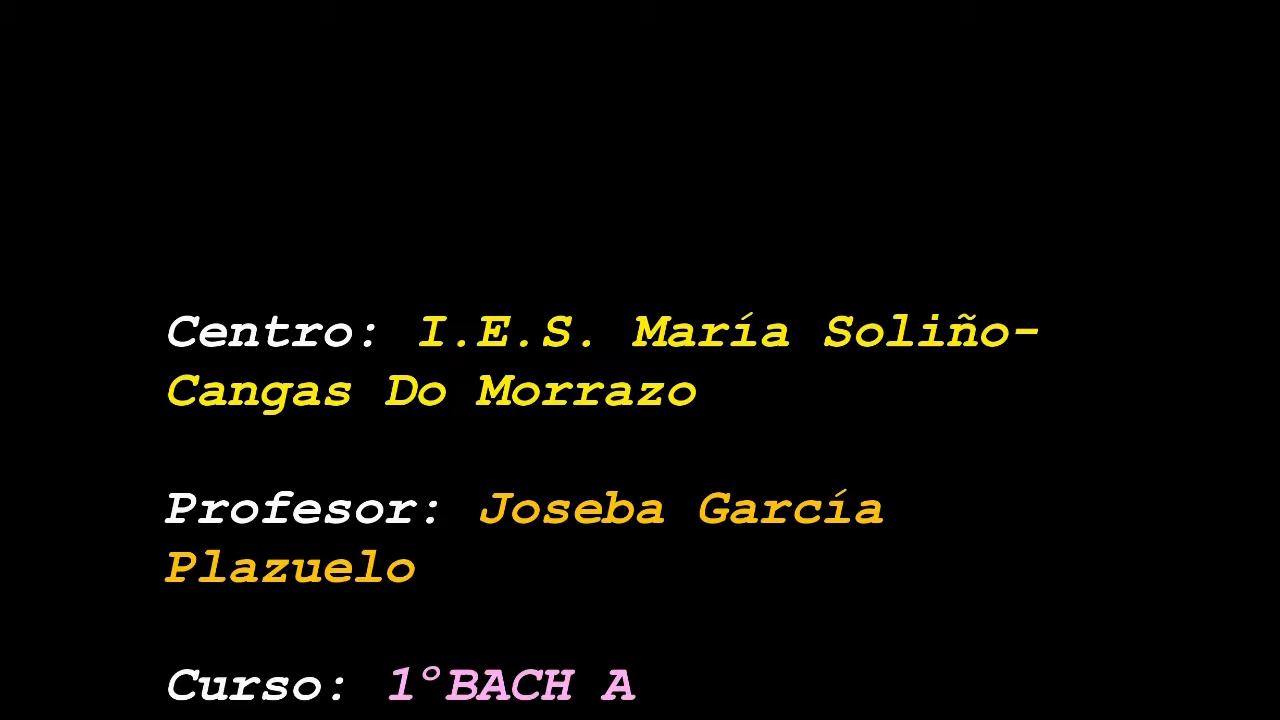 Centro: I.E.S. María Soliño-
Cangas Do Morrazo
Profesor: Joseba García
Plazuelo
Curso: 1ºBACH A